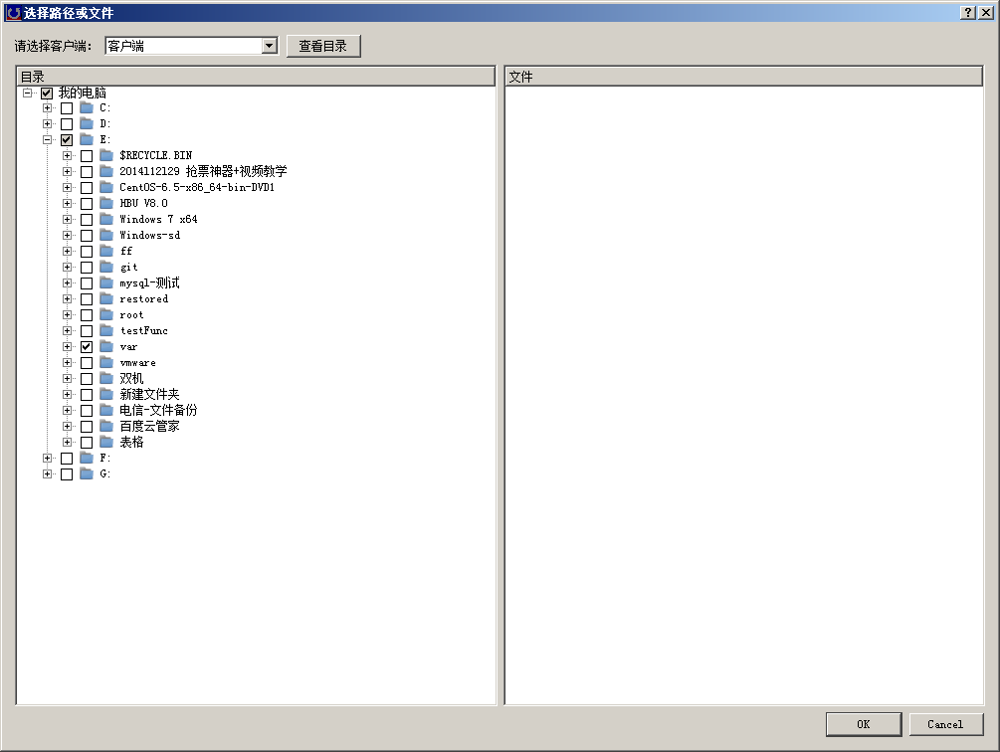 选择路径或文件
请选择客户端: 客户端 查看目录
目录 文件
我的电脑
C:
D:
E:
$RECYCLE.BIN
2014112129 抢票神器+视频教学
CentOS-6.5-x86_64-bin-DVD1
HBU V8.0
Windows 7 x64
Windows-sd
ff
git
mysql-测试
restored
root
testFunc
var
vmware
双机
新建文件夹
电信-文件备份
百度云管家
表格
F:
G:
OK Cancel